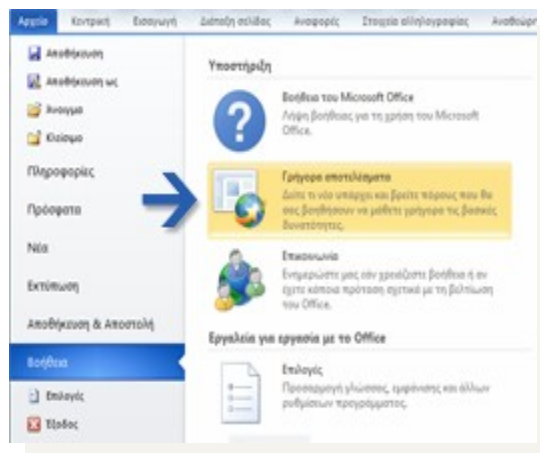 Αρχείο Κεντρική Εισαγωγή Διάταξη σελίδας Αναφορές Στοιχεία αλληλογραφίας Αναθεώρ
Αποθήκευση
Αποθήκευση ως
Άνοιγμα
Κλείσιμο
Πληροφορίες
Πρόσφατα
Νέα
Εκτύπωση
Αποθήκευση & Αποστολή
Βοήθεια
Επιλογές
Έξοδος
Υποστήριξη
Βοήθεια του Microsoft Office
Λήψη βοήθειας για τη χρήση του Microsoft
Office.
Γρήγορα αποτελέσματα
Δείτε τι νέο υπάρχει και βρείτε πόρους που θα
σας βοηθήσουν να μάθετε γρήγορα τις βασικές
δυνατότητες.
Επικοινωνία
Ενημερώστε μας εάν χρειάζεστε βοήθεια ή αν
έχετε κάποια πρόταση σχετικά με τη βελτίωση
του Office.
Εργαλεία για εργασία με το Office
Επιλογές
Προσαρμογή γλώσσας, εμφάνισης και άλλων
ρυθμίσεων προγράμματος.